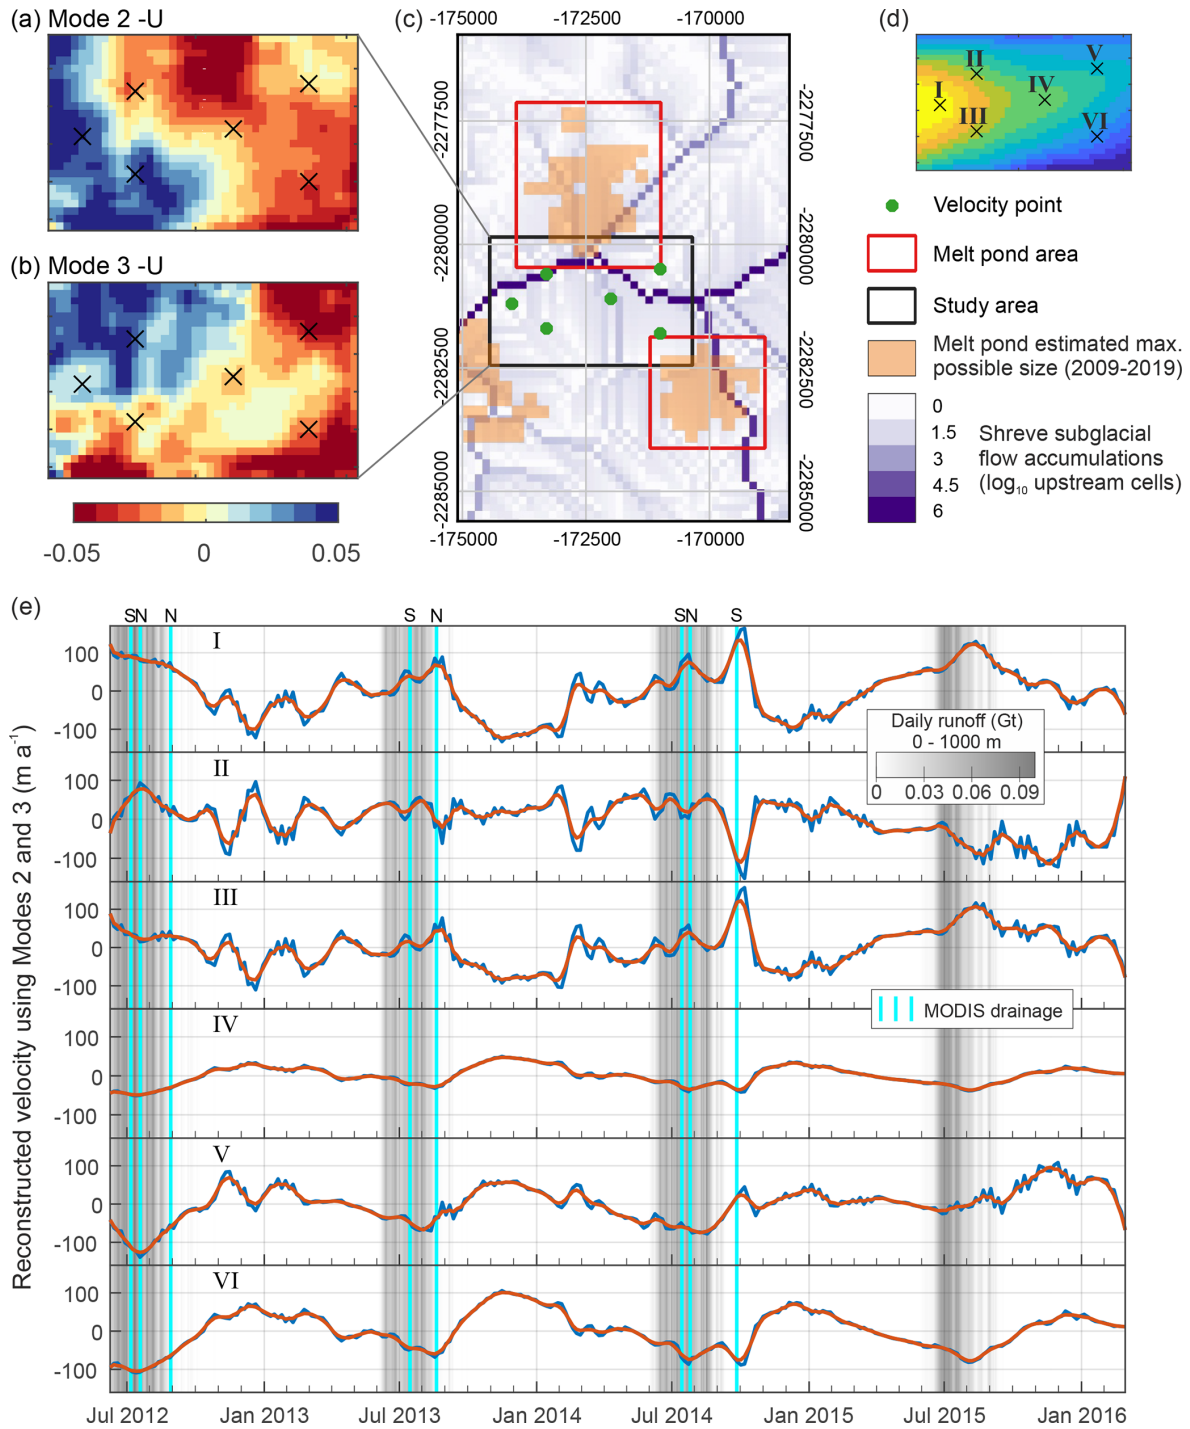 (a) Mode 2 -U
(b) Mode 3 -U
-0.05 0 0.05
(c)
-175000 -172500 -170000
-2277500
-2280000
-2282500
-2285000
-2277500
-2280000
-2282500
-2285000
-175000 -172500 -170000
(d)
I
II
III
IV
V
VI
Velocity point
Melt pond area
Study area
Melt pond estimated max.
possible size (2009-2019)
0
1.5
3
4.5
6
Shreve subglacial
flow accumulations
(log10 upstream cells)
(e)
SN N S N SN S
Reconstructed velocity using Modes 2 and 3 (m a-1)
I
100
0
-100
Daily runoff (Gt)
0 - 1000 m
0 0.03 0.06 0.09
II
100
0
-100
III
100
0
-100
MODIS drainage
IV
100
0
-100
V
100
0
-100
VI
100
0
-100
Jul 2012 Jan 2013 Jul 2013 Jan 2014 Jul 2014 Jan 2015 Jul 2015 Jan 2016